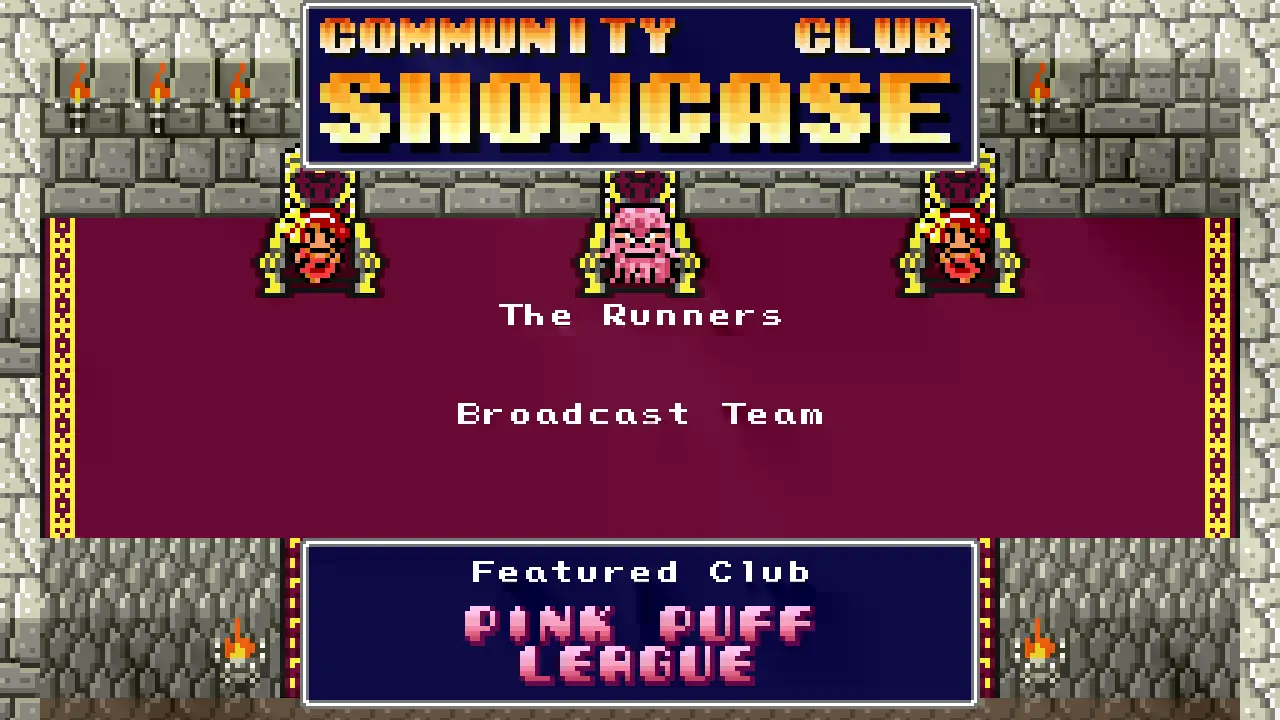 COMMUNITY CLUB
SHOWCASE
The Runners
Broadcast Team
Featured Club
PINK PUFF
LEAGUE